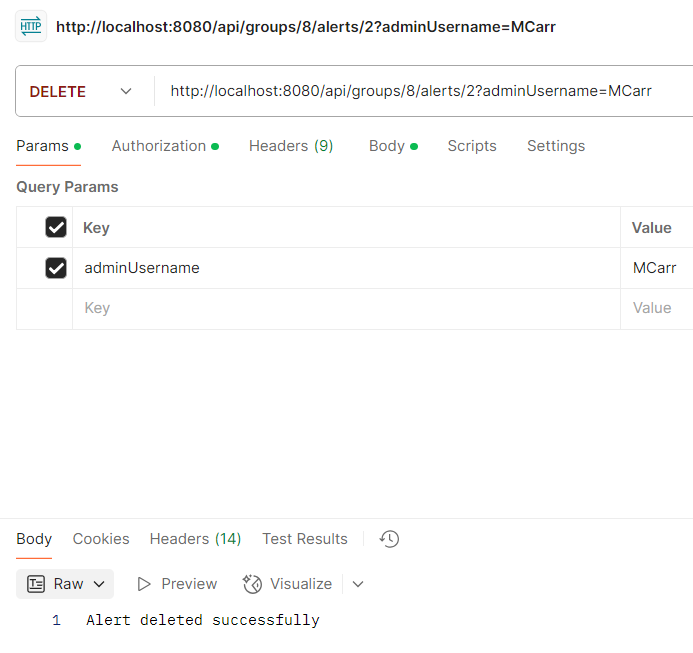 HTTP http://localhost:8080/api/groups/8/alerts/2?adminUsername=MCarr
DELETE http://localhost:8080/api/groups/8/alerts/2?adminUsername=MCarr
Params Authorization Headers (9) Body Scripts Settings
Query Params
Key Value
adminUsername MCarr
Key Value
Body Cookies Headers (14) Test Results
Raw Preview Visualize
1 Alert deleted successfully